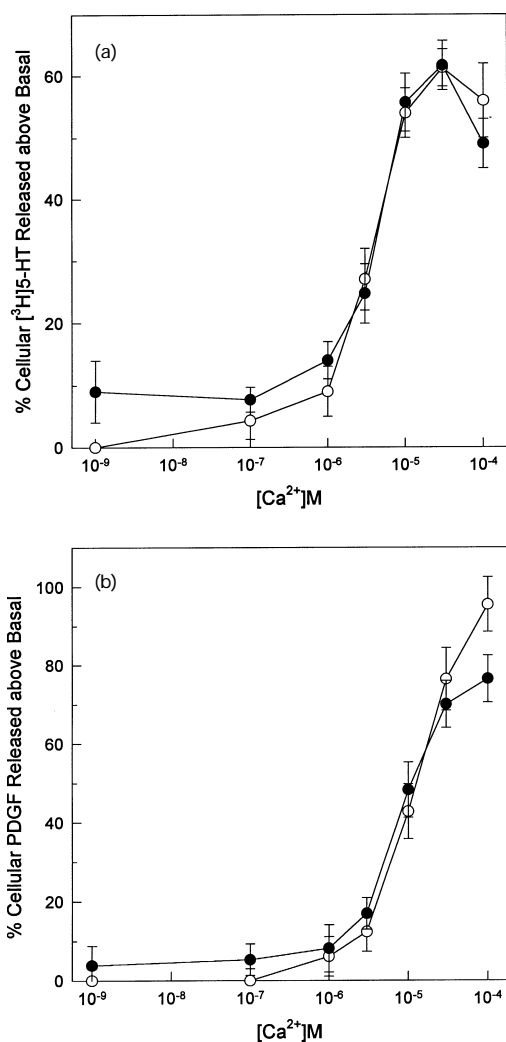 (a)
% Cellular [³H]5-HT Released above Basal
60
40
20
0
10⁻⁹ 10⁻⁸ 10⁻⁷ 10⁻⁶ 10⁻⁵ 10⁻⁴
[Ca²⁺]M
(b)
% Cellular PDGF Released above Basal
100
80
60
40
20
0
10⁻⁹ 10⁻⁸ 10⁻⁷ 10⁻⁶ 10⁻⁵ 10⁻⁴
[Ca²⁺]M